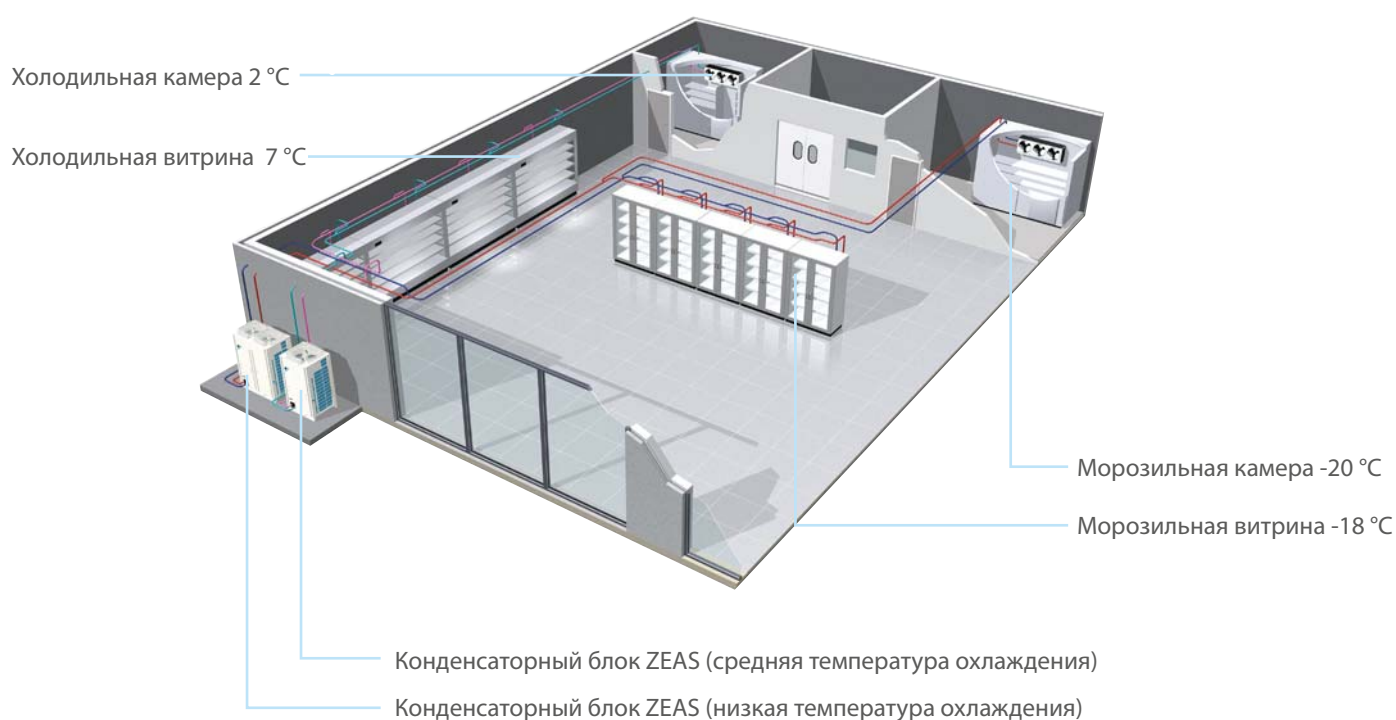 Холодильная камера 2 °C
Холодильная витрина 7 °C
Морозильная камера -20 °C
Морозильная витрина -18 °C
Конденсаторный блок ZEAS (средняя температура охлаждения)
Конденсаторный блок ZEAS (низкая температура охлаждения)